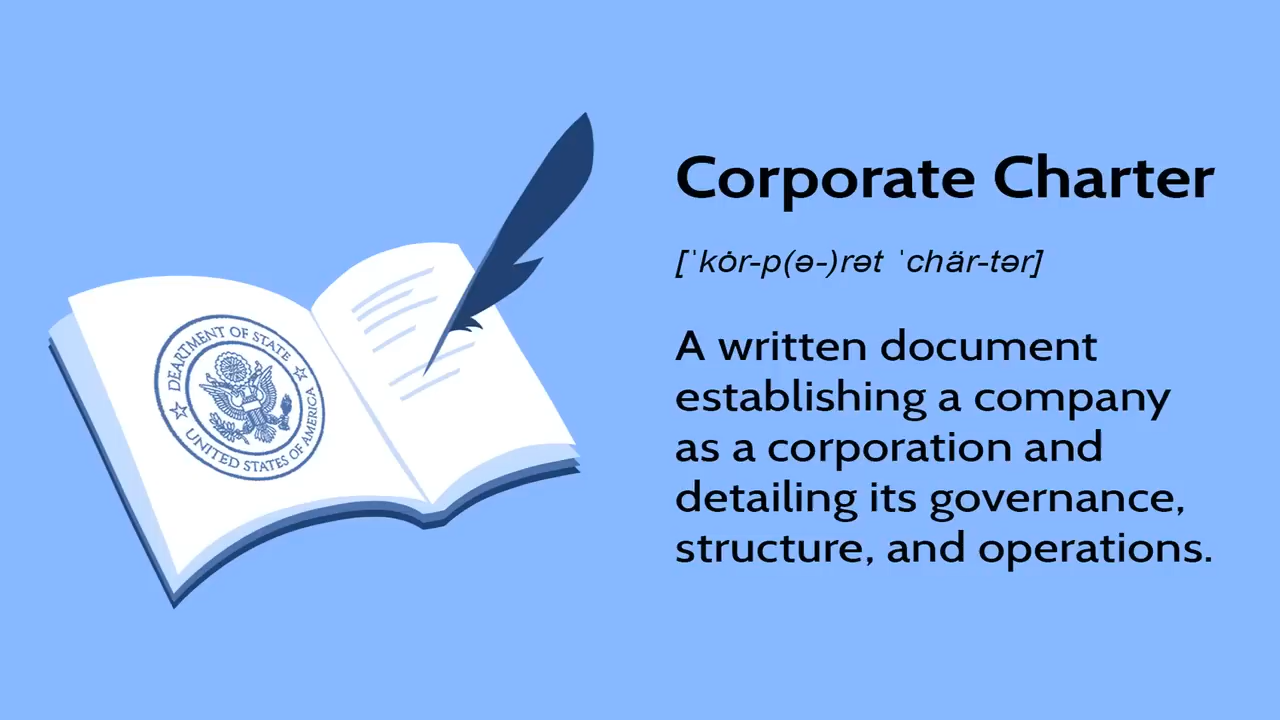 DEARTMENT OF STATE
UNITED STATES OF AMERICA
Corporate Charter
[ˈkȯr-p(ə-)rət ˈchär-tər]
A written document
establishing a company
as a corporation and
detailing its governance,
structure, and operations.